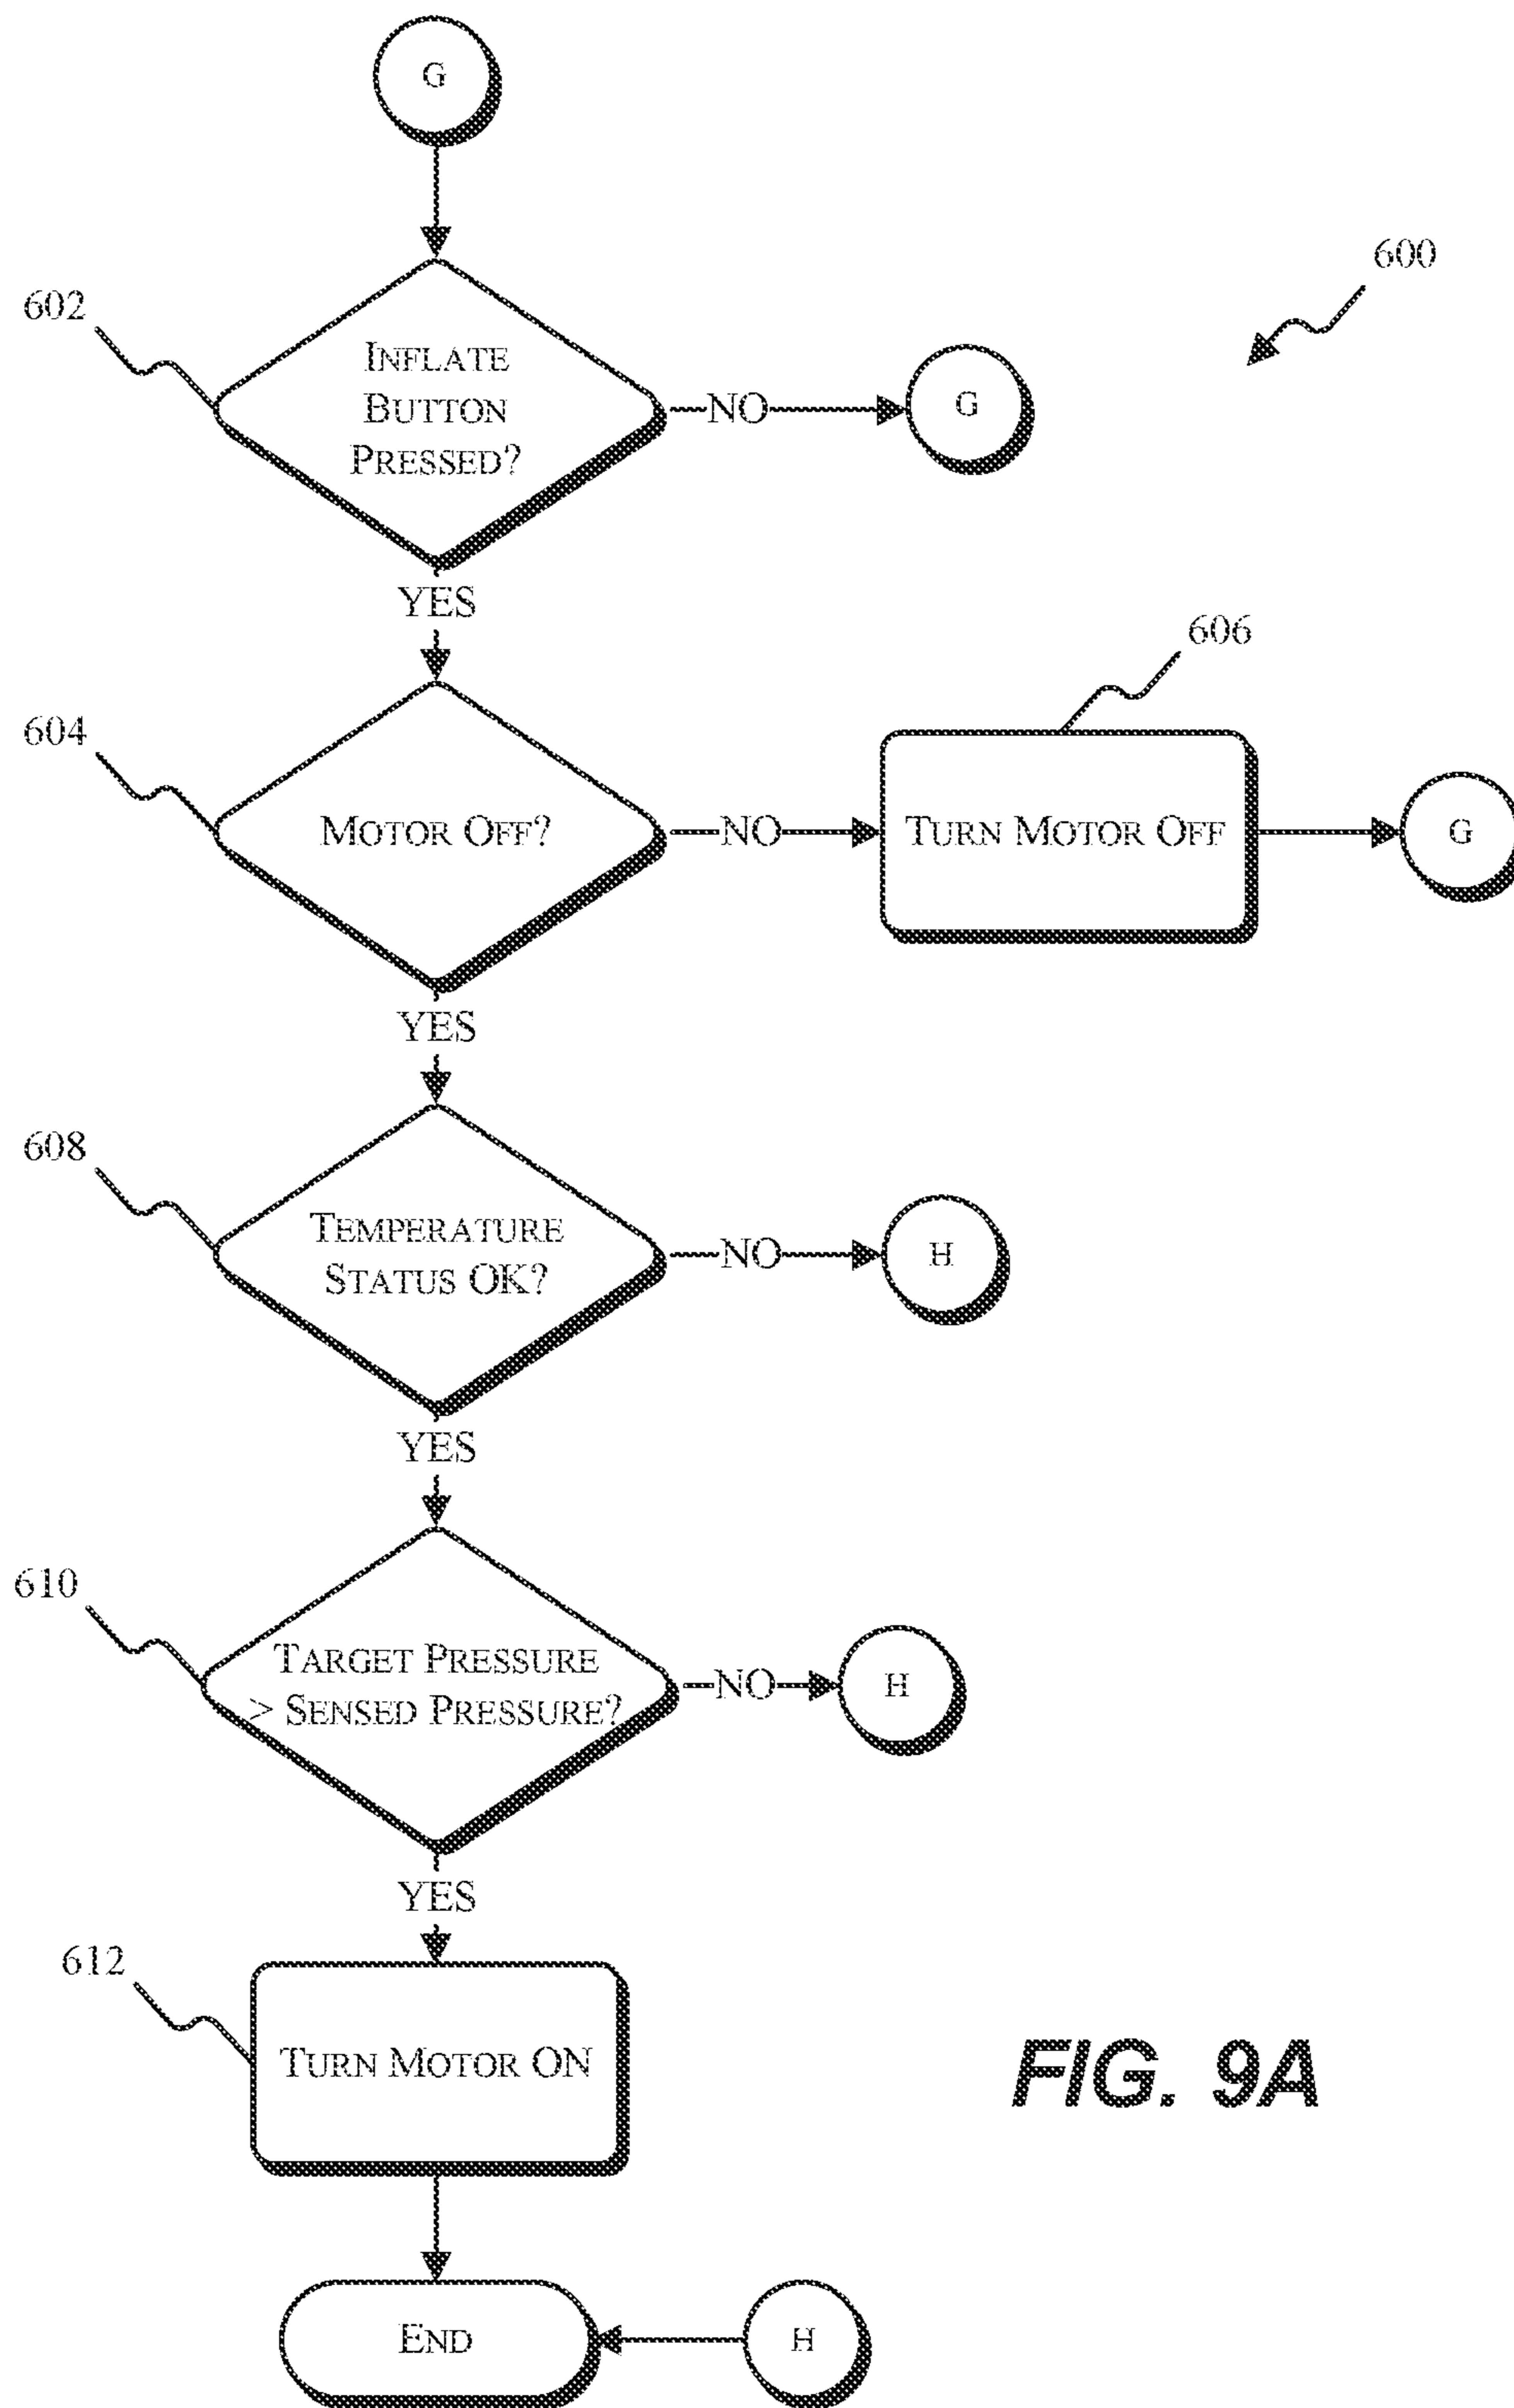 G
600
602
INFLATE
BUTTON
PRESSED?
NO
G
YES
606
604
MOTOR OFF?
NO
TURN MOTOR OFF
G
YES
608
TEMPERATURE
STATUS OK?
NO
H
YES
610
TARGET PRESSURE
> SENSED PRESSURE?
NO
H
YES
612
TURN MOTOR ON
FIG. 9A
END
H